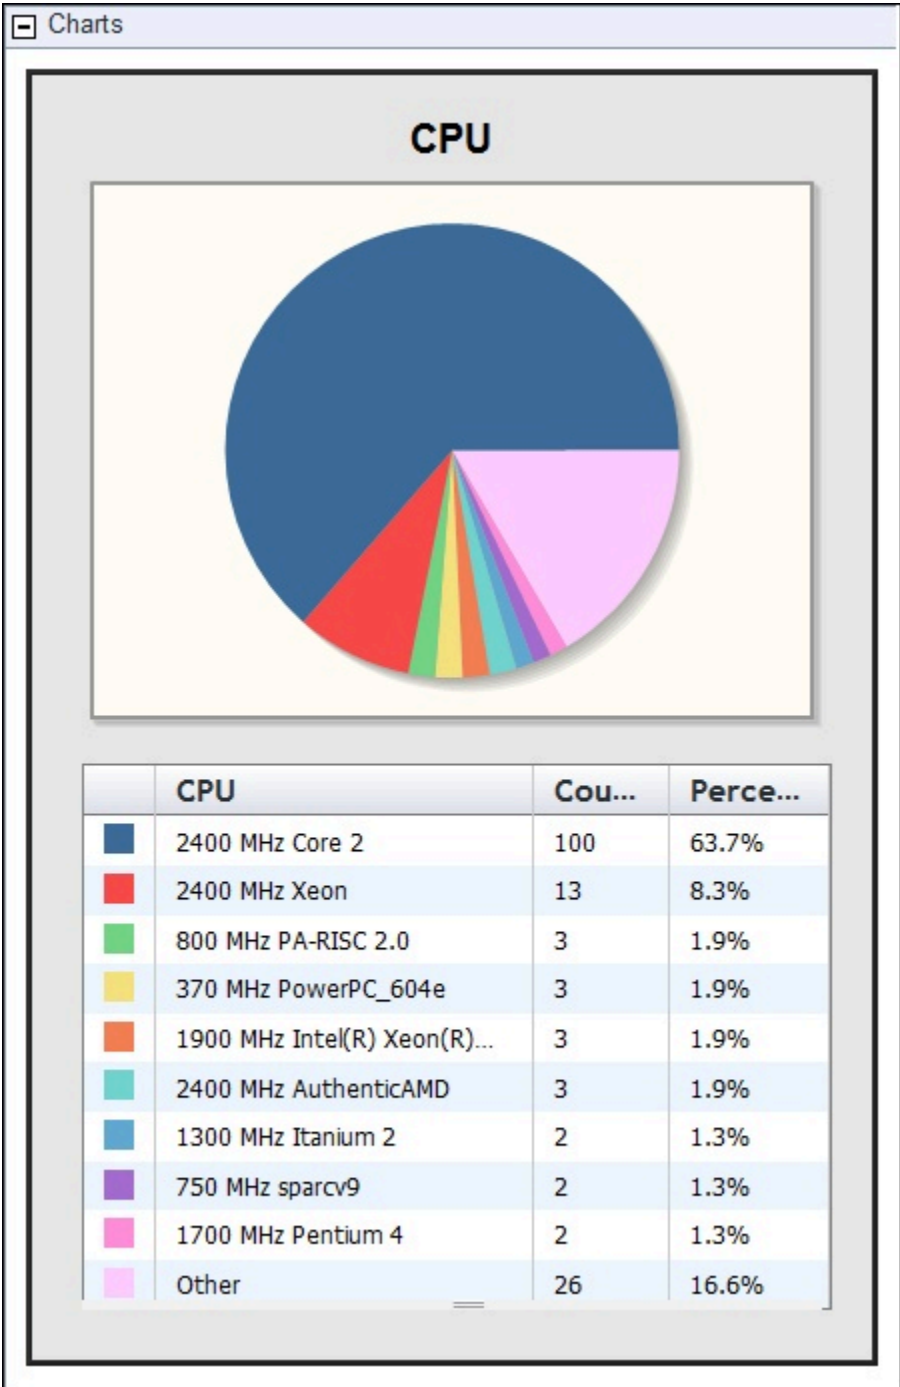 Charts
CPU
CPU Cou... Perce...
2400 MHz Core 2 100 63.7%
2400 MHz Xeon 13 8.3%
800 MHz PA-RISC 2.0 3 1.9%
370 MHz PowerPC_604e 3 1.9%
1900 MHz Intel(R) Xeon(R)... 3 1.9%
2400 MHz AuthenticAMD 3 1.9%
1300 MHz Itanium 2 2 1.3%
750 MHz sparcv9 2 1.3%
1700 MHz Pentium 4 2 1.3%
Other 26 16.6%